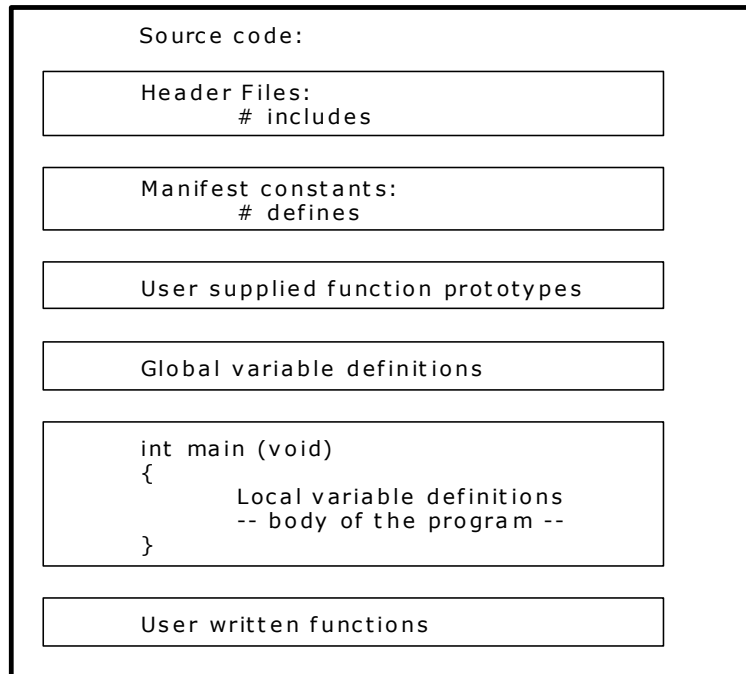 Source code:
Header Files:
# includes
Manifest constants:
# defines
User supplied function prototypes
Global variable definitions
int main (void)
{
Local variable definitions
-- body of the program --
}
User written functions